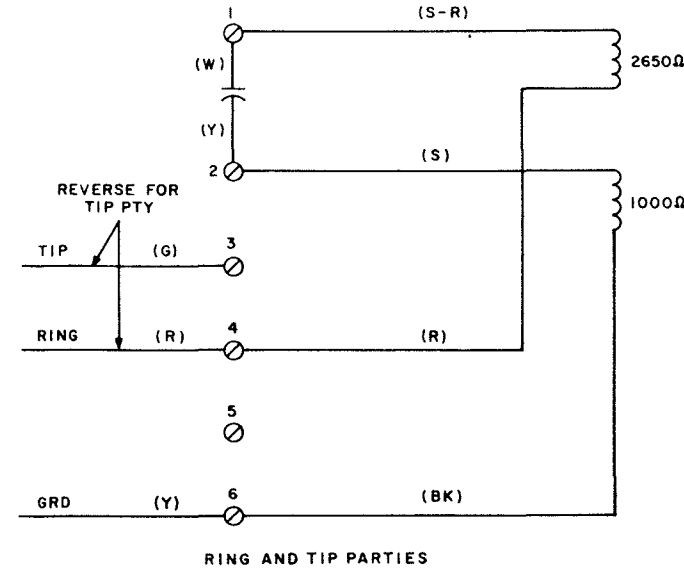 1
(S-R)
(W)
2650Ω
(Y)
2
(S)
REVERSE FOR
TIP PTY
1000Ω
TIP
(G)
3
RING
(R)
4
(R)
5
GRD
(Y)
6
(BK)
RING AND TIP PARTIES